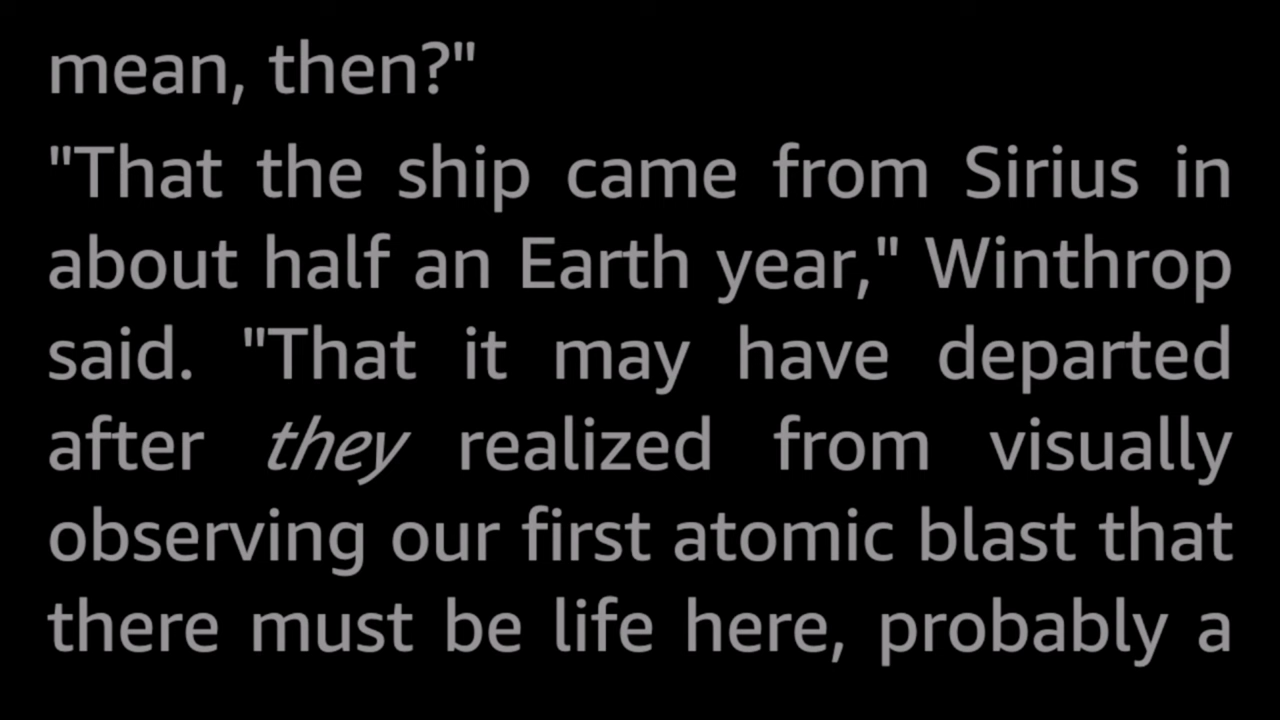 mean, then?"
"That the ship came from Sirius in
about half an Earth year," Winthrop
said. "That it may have departed
after they realized from visually
observing our first atomic blast that
there must be life here, probably a